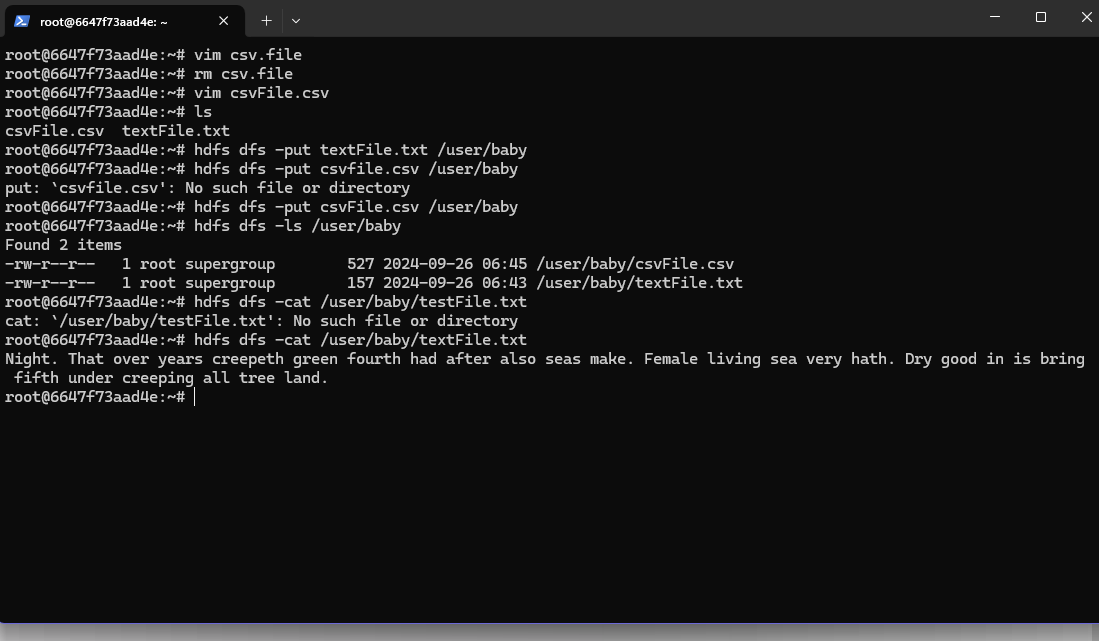 root@6647f73aad4e: ~
root@6647f73aad4e:~# vim csv.file
root@6647f73aad4e:~# rm csv.file
root@6647f73aad4e:~# vim csvFile.csv
root@6647f73aad4e:~# ls
csvFile.csv  textFile.txt
root@6647f73aad4e:~# hdfs dfs -put textFile.txt /user/baby
root@6647f73aad4e:~# hdfs dfs -put csvfile.csv /user/baby
put: `csvfile.csv': No such file or directory
root@6647f73aad4e:~# hdfs dfs -put csvFile.csv /user/baby
root@6647f73aad4e:~# hdfs dfs -ls /user/baby
Found 2 items
-rw-r--r--   1 root supergroup        527 2024-09-26 06:45 /user/baby/csvFile.csv
-rw-r--r--   1 root supergroup        157 2024-09-26 06:43 /user/baby/textFile.txt
root@6647f73aad4e:~# hdfs dfs -cat /user/baby/testFile.txt
cat: `/user/baby/testFile.txt': No such file or directory
root@6647f73aad4e:~# hdfs dfs -cat /user/baby/textFile.txt
Night. That over years creepeth green fourth had after also seas make. Female living sea very hath. Dry good in is bring
 fifth under creeping all tree land.
root@6647f73aad4e:~#